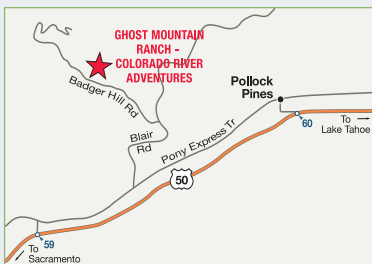 GHOST MOUNTAIN
RANCH -
COLORADO RIVER
ADVENTURES
Badger Hill Rd
Blair
Rd
Pony Express Tr
Pollock
Pines
60
To
Lake Tahoe
50
59
To
Sacramento